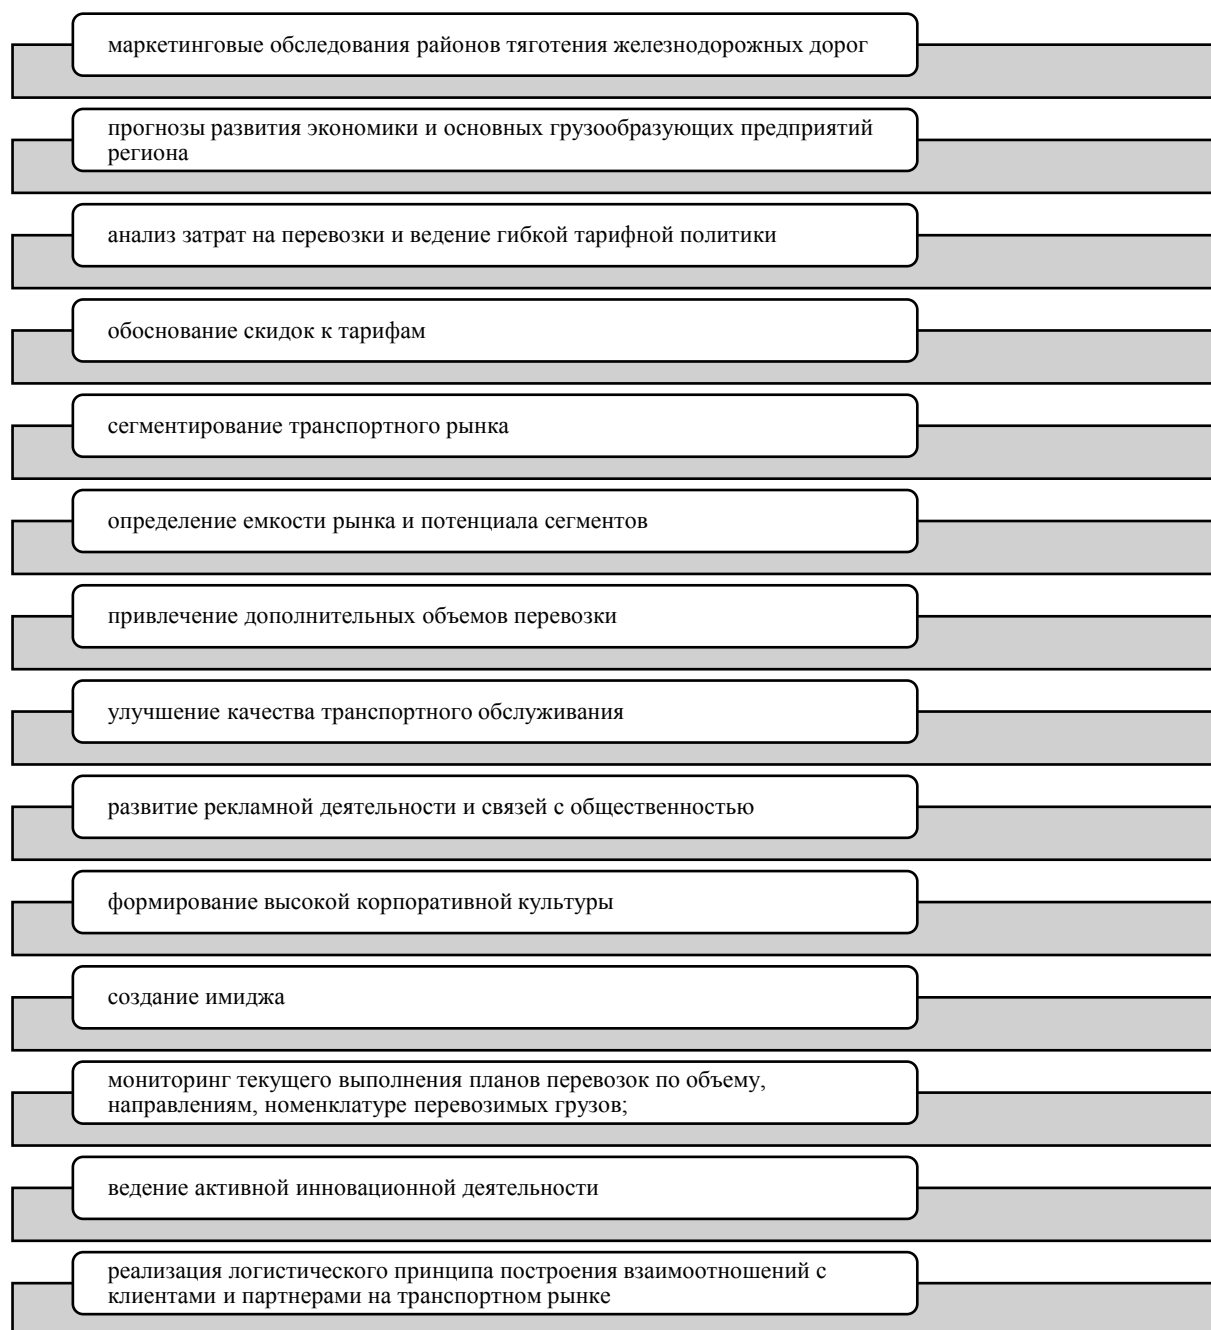 маркетинговые обследования районов тяготения железнодорожных дорог
прогнозы развития экономики и основных грузообразующих предприятий
региона
анализ затрат на перевозки и ведение гибкой тарифной политики
обоснование скидок к тарифам
сегментирование транспортного рынка
определение емкости рынка и потенциала сегментов
привлечение дополнительных объемов перевозки
улучшение качества транспортного обслуживания
развитие рекламной деятельности и связей с общественностью
формирование высокой корпоративной культуры
создание имиджа
мониторинг текущего выполнения планов перевозок по объему,
направлениям, номенклатуре перевозимых грузов;
ведение активной инновационной деятельности
реализация логистического принципа построения взаимоотношений с
клиентами и партнерами на транспортном рынке